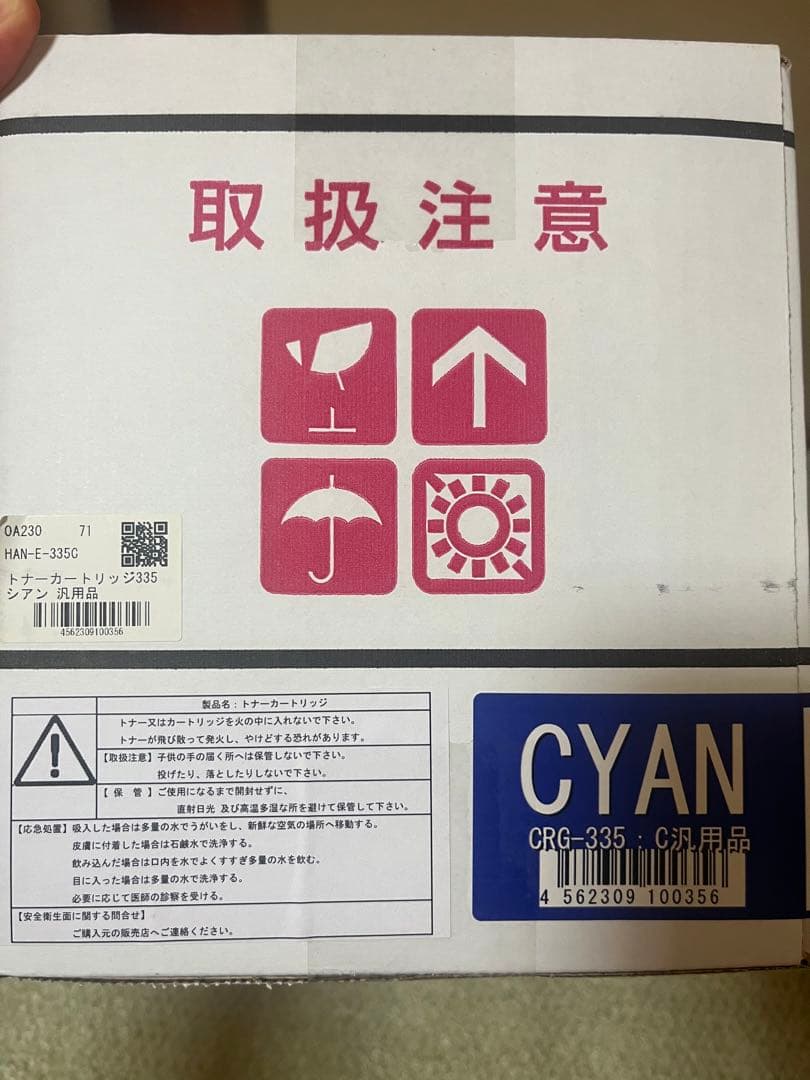 取扱注意
OA230 71
HAN-E-335C
トナーカートリッジ335
シアン 汎用品
4562309100356
製品名:トナーカートリッジ
トナー又はカートリッジを火の中に入れないで下さい。
トナーが飛び散って発火し、やけどする恐れがあります。
【取扱注意】子供の手の届く所へは保管しないで下さい。
投げたり、落としたりしないで下さい。
【 保 管 】ご使用になるまで開封せずに、
直射日光 及び高温多湿な所を避けて保管して下さい。
【応急処置】吸入した場合は多量の水でうがいをし、新鮮な空気の場所へ移動する。
皮膚に付着した場合は石鹸水で洗浄する。
飲み込んだ場合は口内を水でよくすすぎ多量の水を飲む。
目に入った場合は多量の水で洗浄する。
必要に応じて医師の診察を受ける。
【安全衛生面に関する問合せ】
ご購入元の販売店へご連絡ください。
CYAN
CRG-335:C汎用品
4 562309 100356